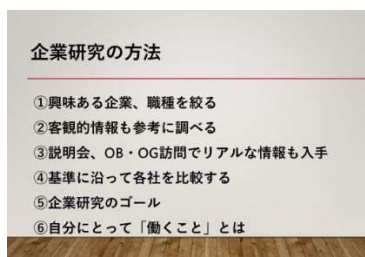 企業研究の方法
①興味ある企業、職種を絞る
②客観的情報も参考に調べる
③説明会、OB・OG訪問でリアルな情報も入手
④基準に沿って各社を比較する
⑤企業研究のゴール
⑥自分にとって「働くこと」とは